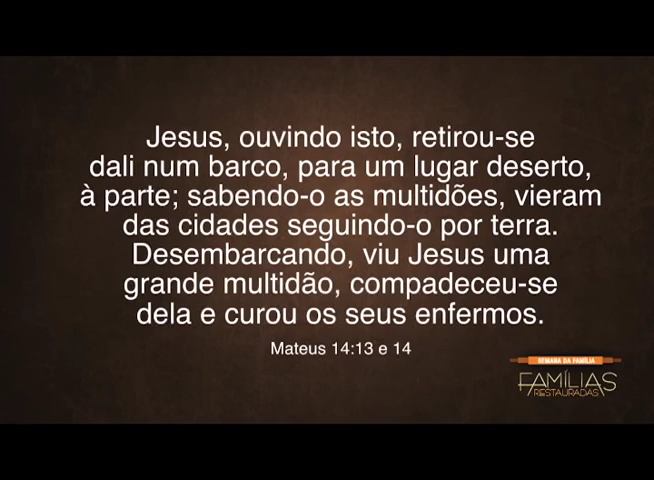 Jesus, ouvindo isto, retirou-se
dali num barco, para um lugar deserto,
à parte; sabendo-o as multidões, vieram
das cidades seguindo-o por terra.
Desembarcando, viu Jesus uma
grande multidão, compadeceu-se
dela e curou os seus enfermos.
Mateus 14:13 e 14
SEMANA DA FAMÍLIA
FAMÍLIAS
RESTAURADAS